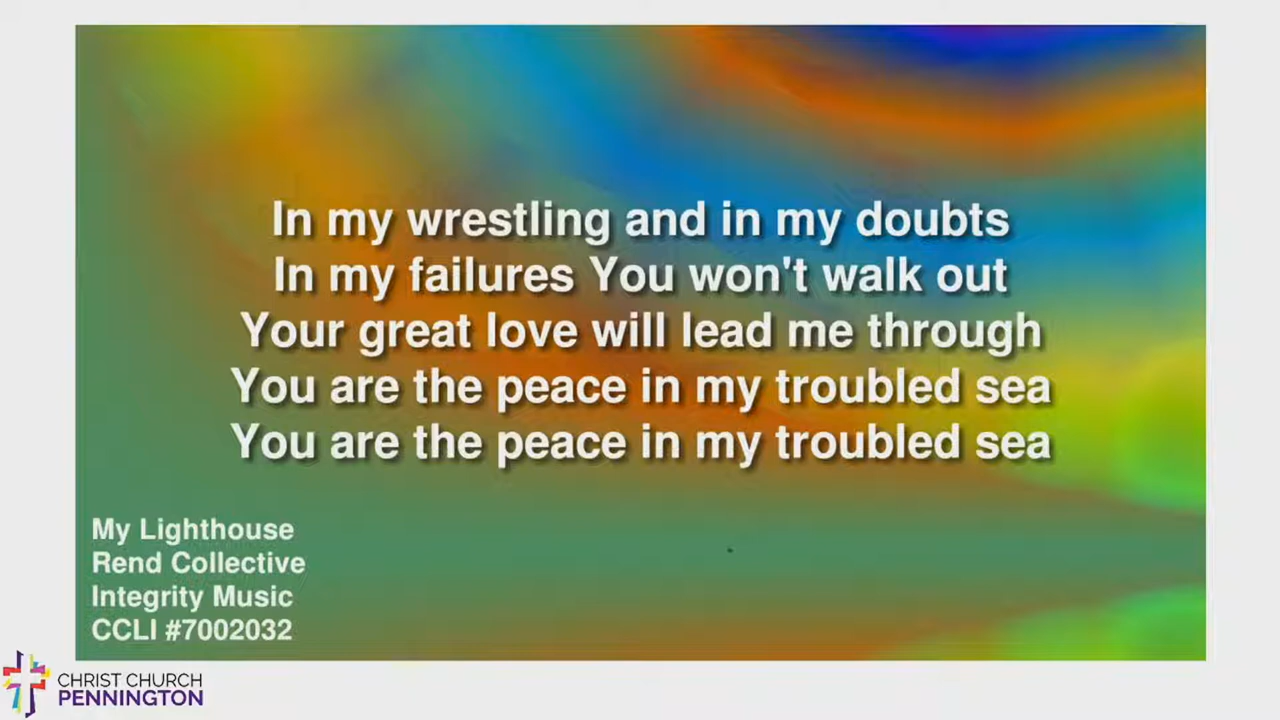 In my wrestling and in my doubts
In my failures You won't walk out
Your great love will lead me through
You are the peace in my troubled sea
You are the peace in my troubled sea
My Lighthouse
Rend Collective
Integrity Music
CCLI #7002032
CHRIST CHURCH
PENNINGTON